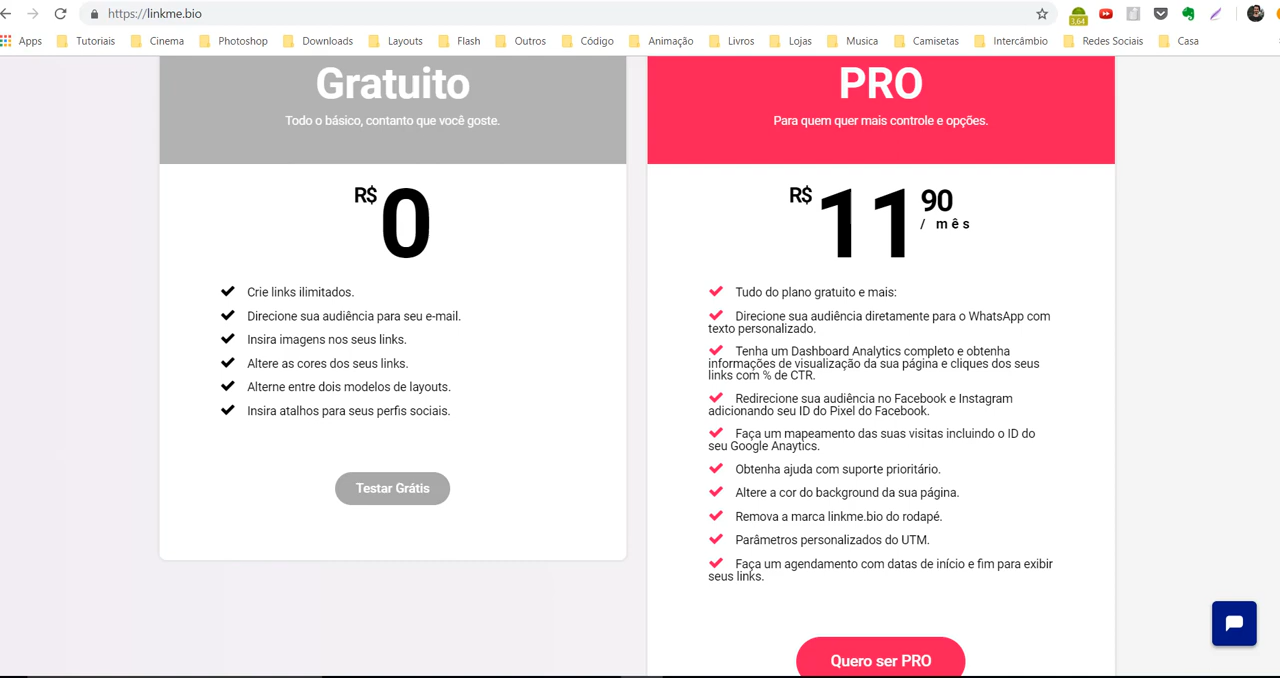 https://linkme.bio
3.64
Apps Tutoriais Cinema Photoshop Downloads Layouts Flash Outros Código Animação Livros Lojas Musica Camisetas Intercâmbio Redes Sociais Casa
Gratuito
Todo o básico, contanto que você goste.
R$ 0
Crie links ilimitados.
Direcione sua audiência para seu e-mail.
Insira imagens nos seus links.
Altere as cores dos seus links.
Alterne entre dois modelos de layouts.
Insira atalhos para seus perfis sociais.
Testar Grátis
PRO
Para quem quer mais controle e opções.
R$ 11 90
/ mês
Tudo do plano gratuito e mais:
Direcione sua audiência diretamente para o WhatsApp com
texto personalizado.
Tenha um Dashboard Analytics completo e obtenha
informações de visualização da sua página e cliques dos seus
links com % de CTR.
Redirecione sua audiência no Facebook e Instagram
adicionando seu ID do Pixel do Facebook.
Faça um mapeamento das suas visitas incluindo o ID do
seu Google Anaytics.
Obtenha ajuda com suporte prioritário.
Altere a cor do background da sua página.
Remova a marca linkme.bio do rodapé.
Parâmetros personalizados do UTM.
Faça um agendamento com datas de início e fim para exibir
seus links.
Quero ser PRO